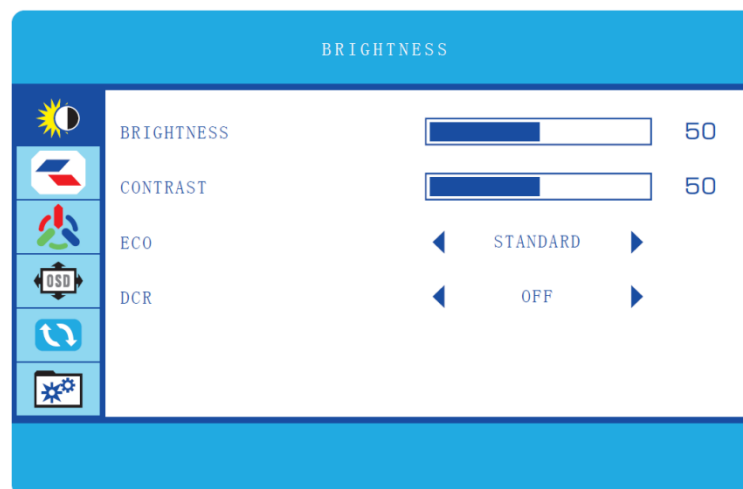 BRIGHTNESS
BRIGHTNESS 50
CONTRAST 50
ECO STANDARD
OSD
DCR OFF